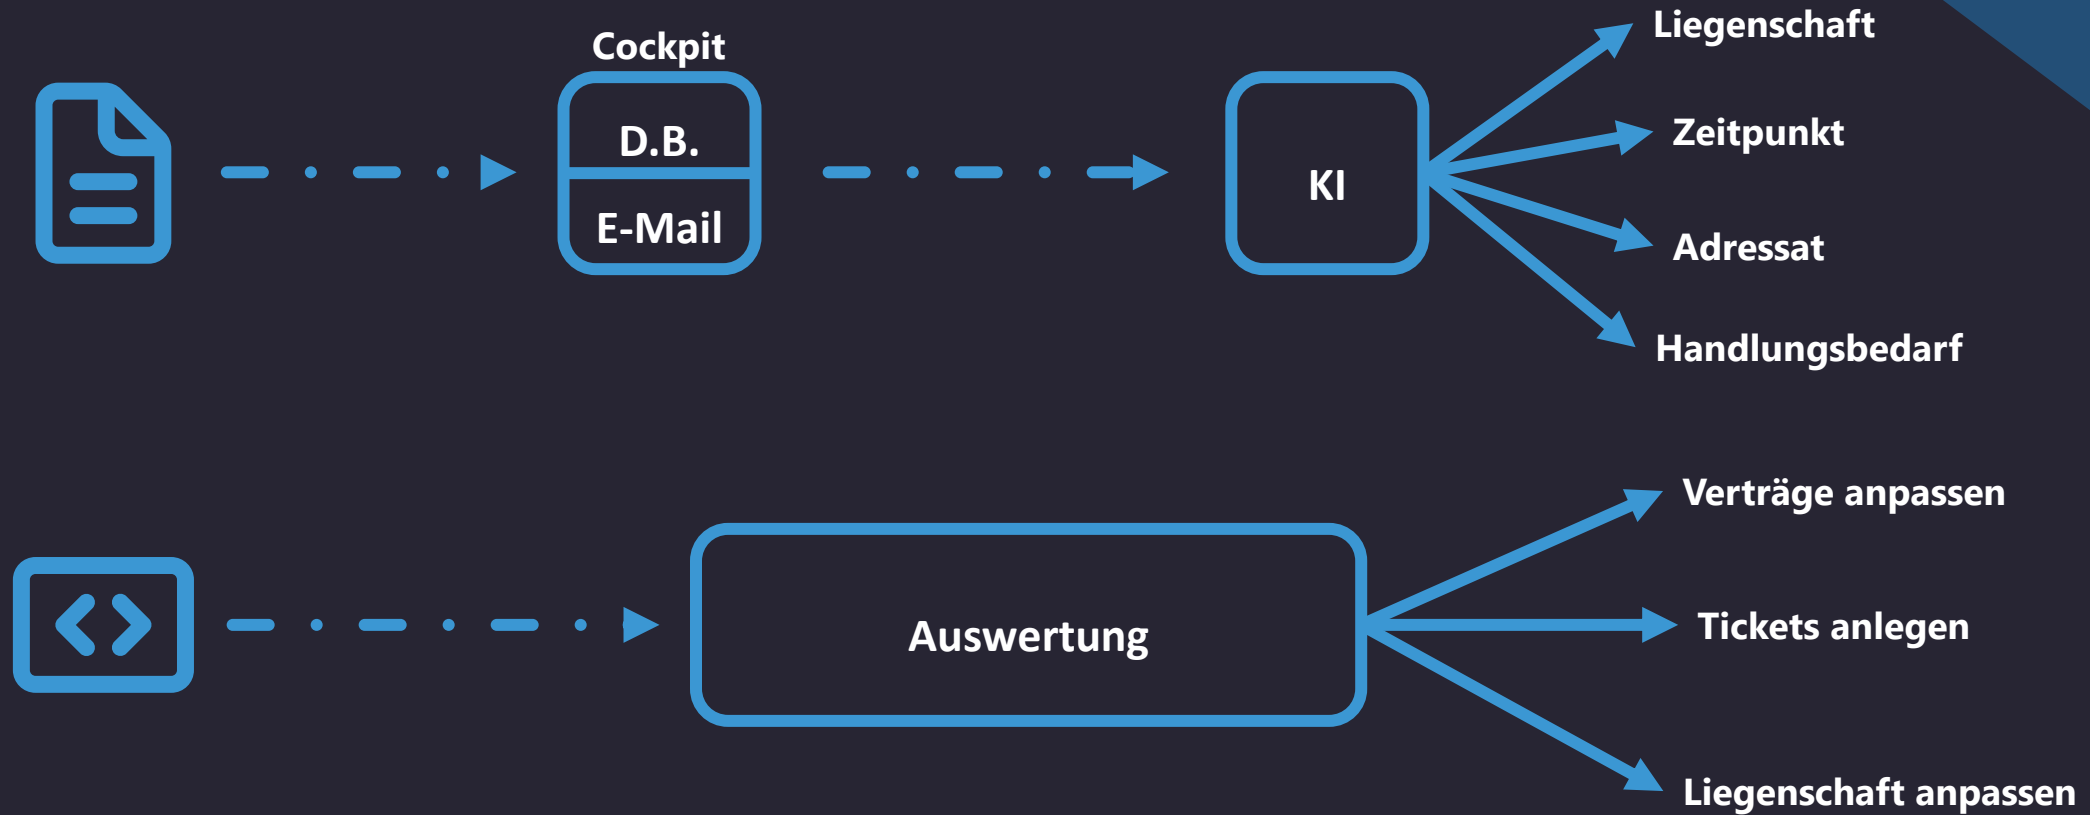 Cockpit
D.B.
E-Mail
KI
Liegenschaft
Zeitpunkt
Adressat
Handlungsbedarf
Auswertung
Verträge anpassen
Tickets anlegen
Liegenschaft anpassen